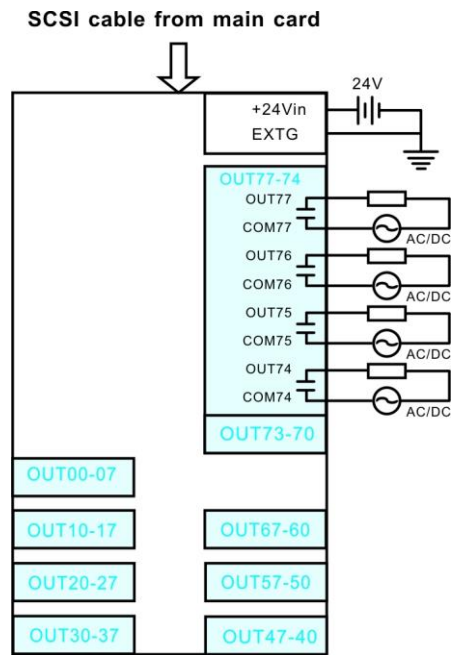 SCSI cable from main card
24V
+24Vin
EXTG
OUT77-74
OUT77
COM77
AC/DC
OUT76
COM76
AC/DC
OUT75
COM75
AC/DC
OUT74
COM74
AC/DC
OUT73-70
OUT00-07
OUT10-17
OUT67-60
OUT20-27
OUT57-50
OUT30-37
OUT47-40